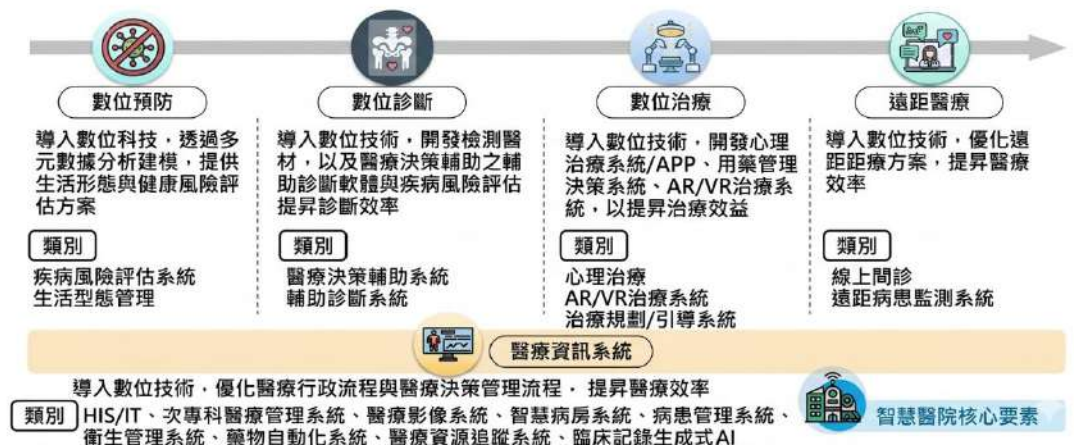 數位預防
導入數位科技，透過多
元數據分析建模，提供
生活形態與健康風險評
估方案
類別
疾病風險評估系統
生活型態管理
數位診斷
導入數位技術，開發檢測醫
材，以及醫療決策輔助之輔
助診斷軟體與疾病風險評估
提昇診斷效率
類別
醫療決策輔助系統
輔助診斷系統
數位治療
導入數位技術，開發心理
治療系統/APP、用藥管理
決策系統、AR/VR治療系
統，以提昇治療效益
類別
心理治療
AR/VR治療系統
治療規劃/引導系統
遠距醫療
導入數位技術，優化遠
距距療方案，提昇醫療
效率
類別
線上問診
遠距病患監測系統
醫療資訊系統
導入數位技術，優化醫療行政流程與醫療決策管理流程， 提昇醫療效率
類別 HIS/IT、次專科醫療管理系統、醫療影像系統、智慧病房系統、病患管理系統、
衛生管理系統、藥物自動化系統、醫療資源追蹤系統、臨床記錄生成式AI
智慧醫院核心要素